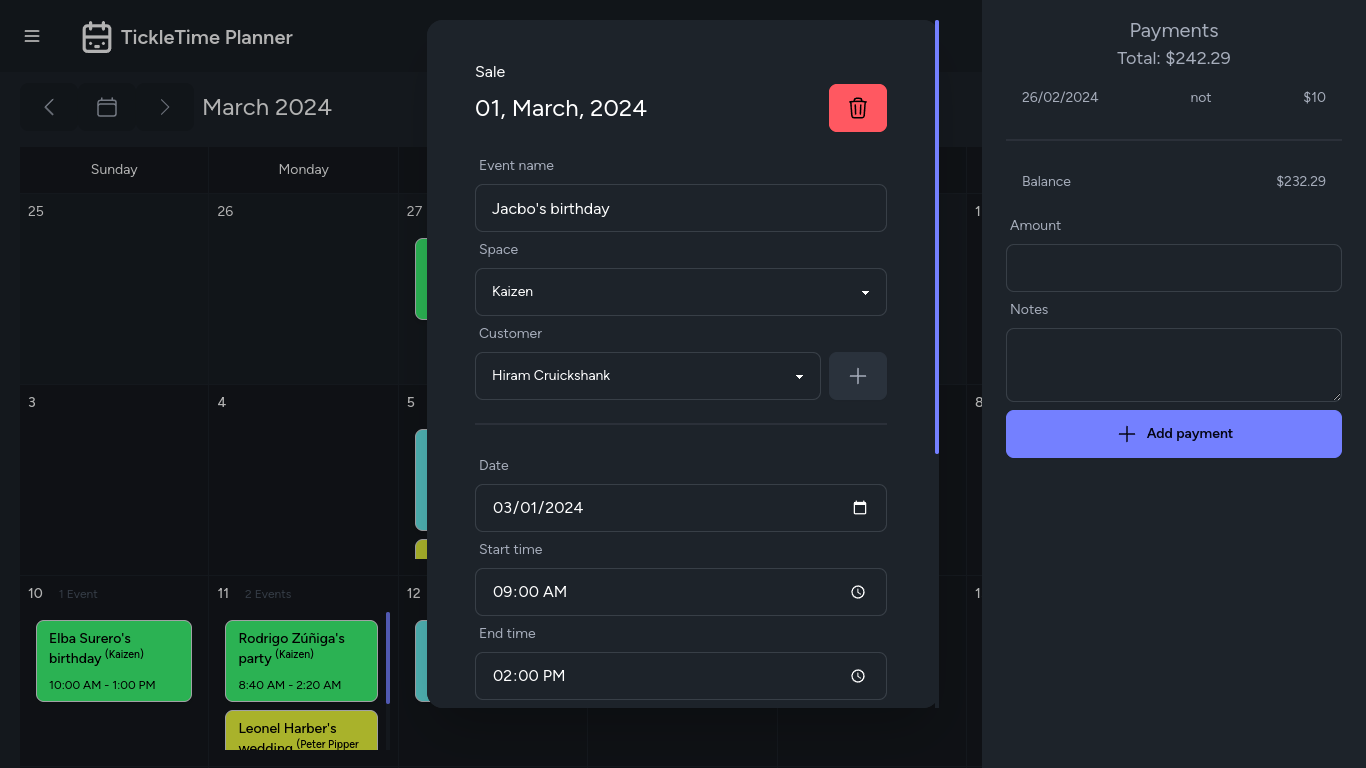 TickleTime Planner
March 2024
Sunday
Monday
25
26
27
1
3
4
5
8
10
1 Event
11
2 Events
12
1
Elba Surero's
birthday (Kaizen)
10:00 AM - 1:00 PM
Rodrigo Zúñiga's
party (Kaizen)
8:40 AM - 2:20 AM
Leonel Harber's
wedding (Peter Pipper
Sale
01, March, 2024
Event name
Jacbo's birthday
Space
Kaizen
Customer
Hiram Cruickshank
Date
03/01/2024
Start time
09:00 AM
End time
02:00 PM
Payments
Total: $242.29
26/02/2024 not $10
Balance $232.29
Amount
Notes
Add payment